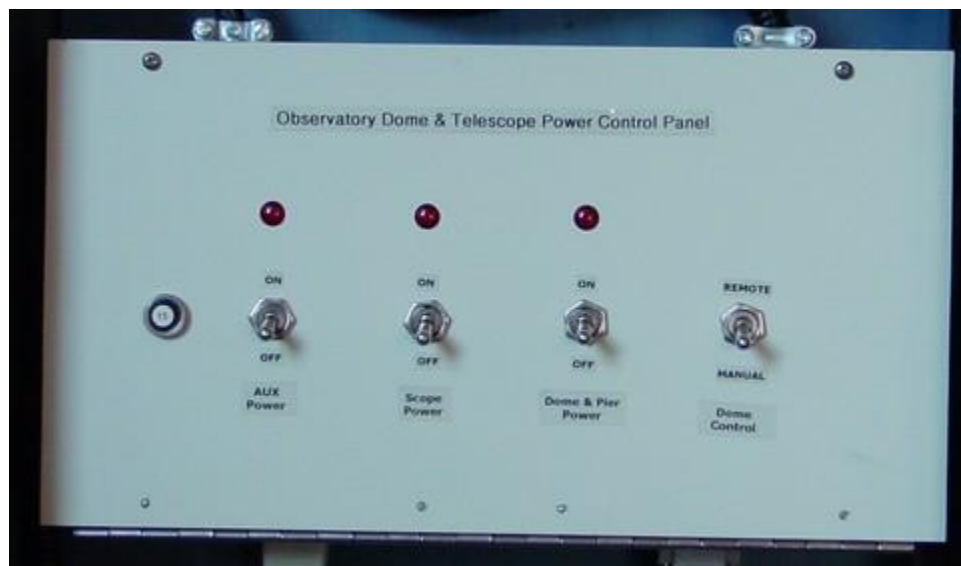 Observatory Dome & Telescope Power Control Panel
ON
ON
ON
REMOTE
15
OFF
OFF
OFF
MANUAL
AUX
Power
Scope
Power
Dome & Pier
Power
Dome
Control